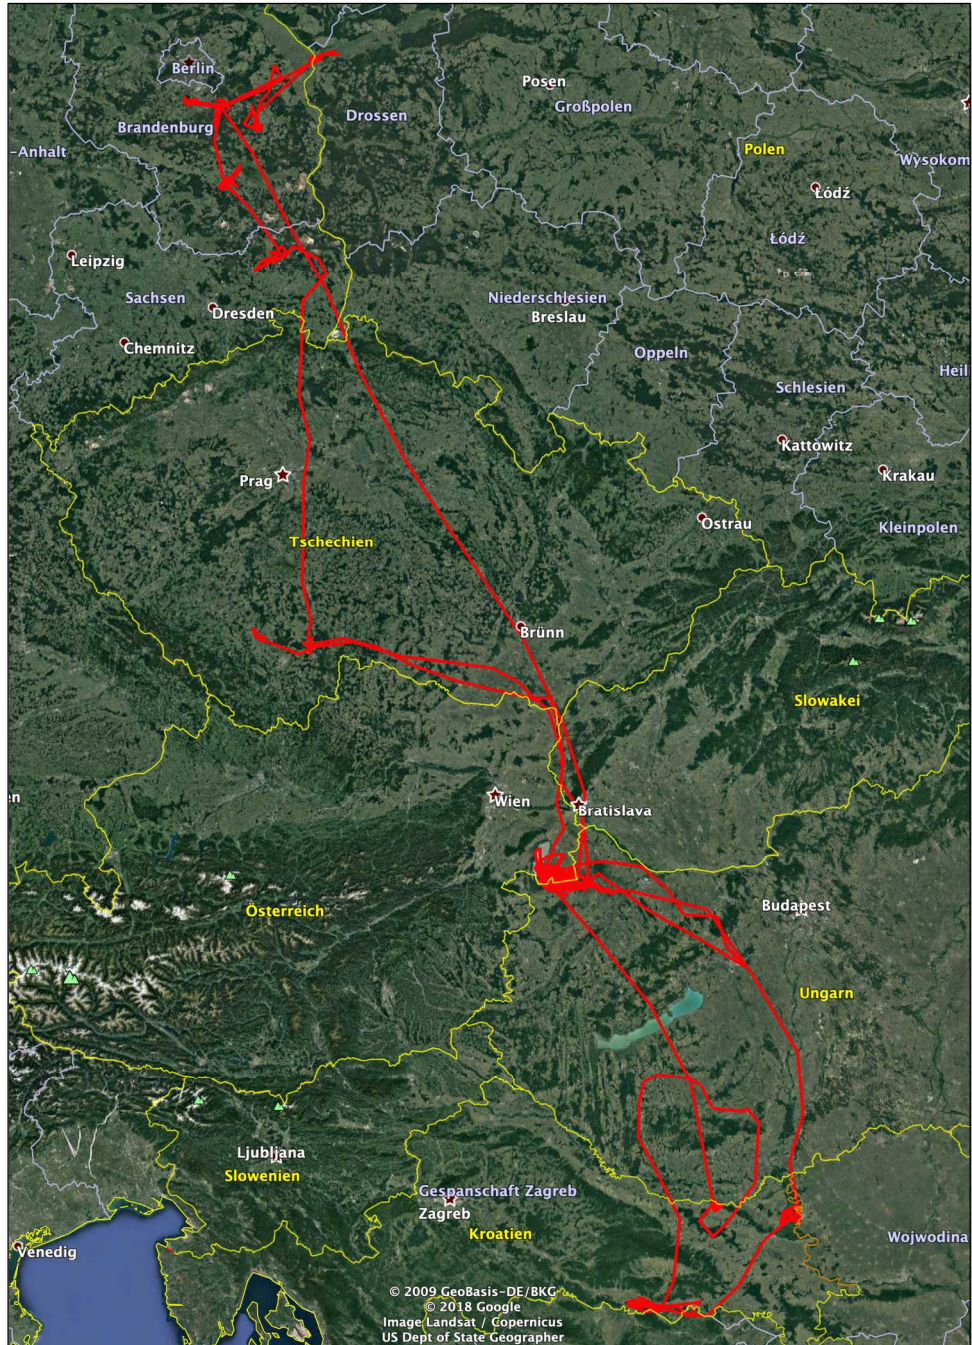 Berlin
Posen
Großpolen
Drossen
Brandenburg
Polen
-Anhalt
Wysokom
Łódź
Łódź
Leipzig
Sachsen
Niederschlesien
Dresden
Breslau
Chemnitz
Oppeln
Heil
Schlesien
Kattowitz
Prag
Krakau
Ostrau
Kleinpolen
Tschechien
Brünn
Slowakei
en
Wien
Bratislava
Österreich
Budapest
Ungarn
Ljubljana
Slowenien
Gespanschaft Zagreb
Zagreb
Kroatien
Wojwodina
Venedig
© 2009 GeoBasis-DE/BKG
© 2018 Google
Image Landsat / Copernicus
US Dept of State Geographer